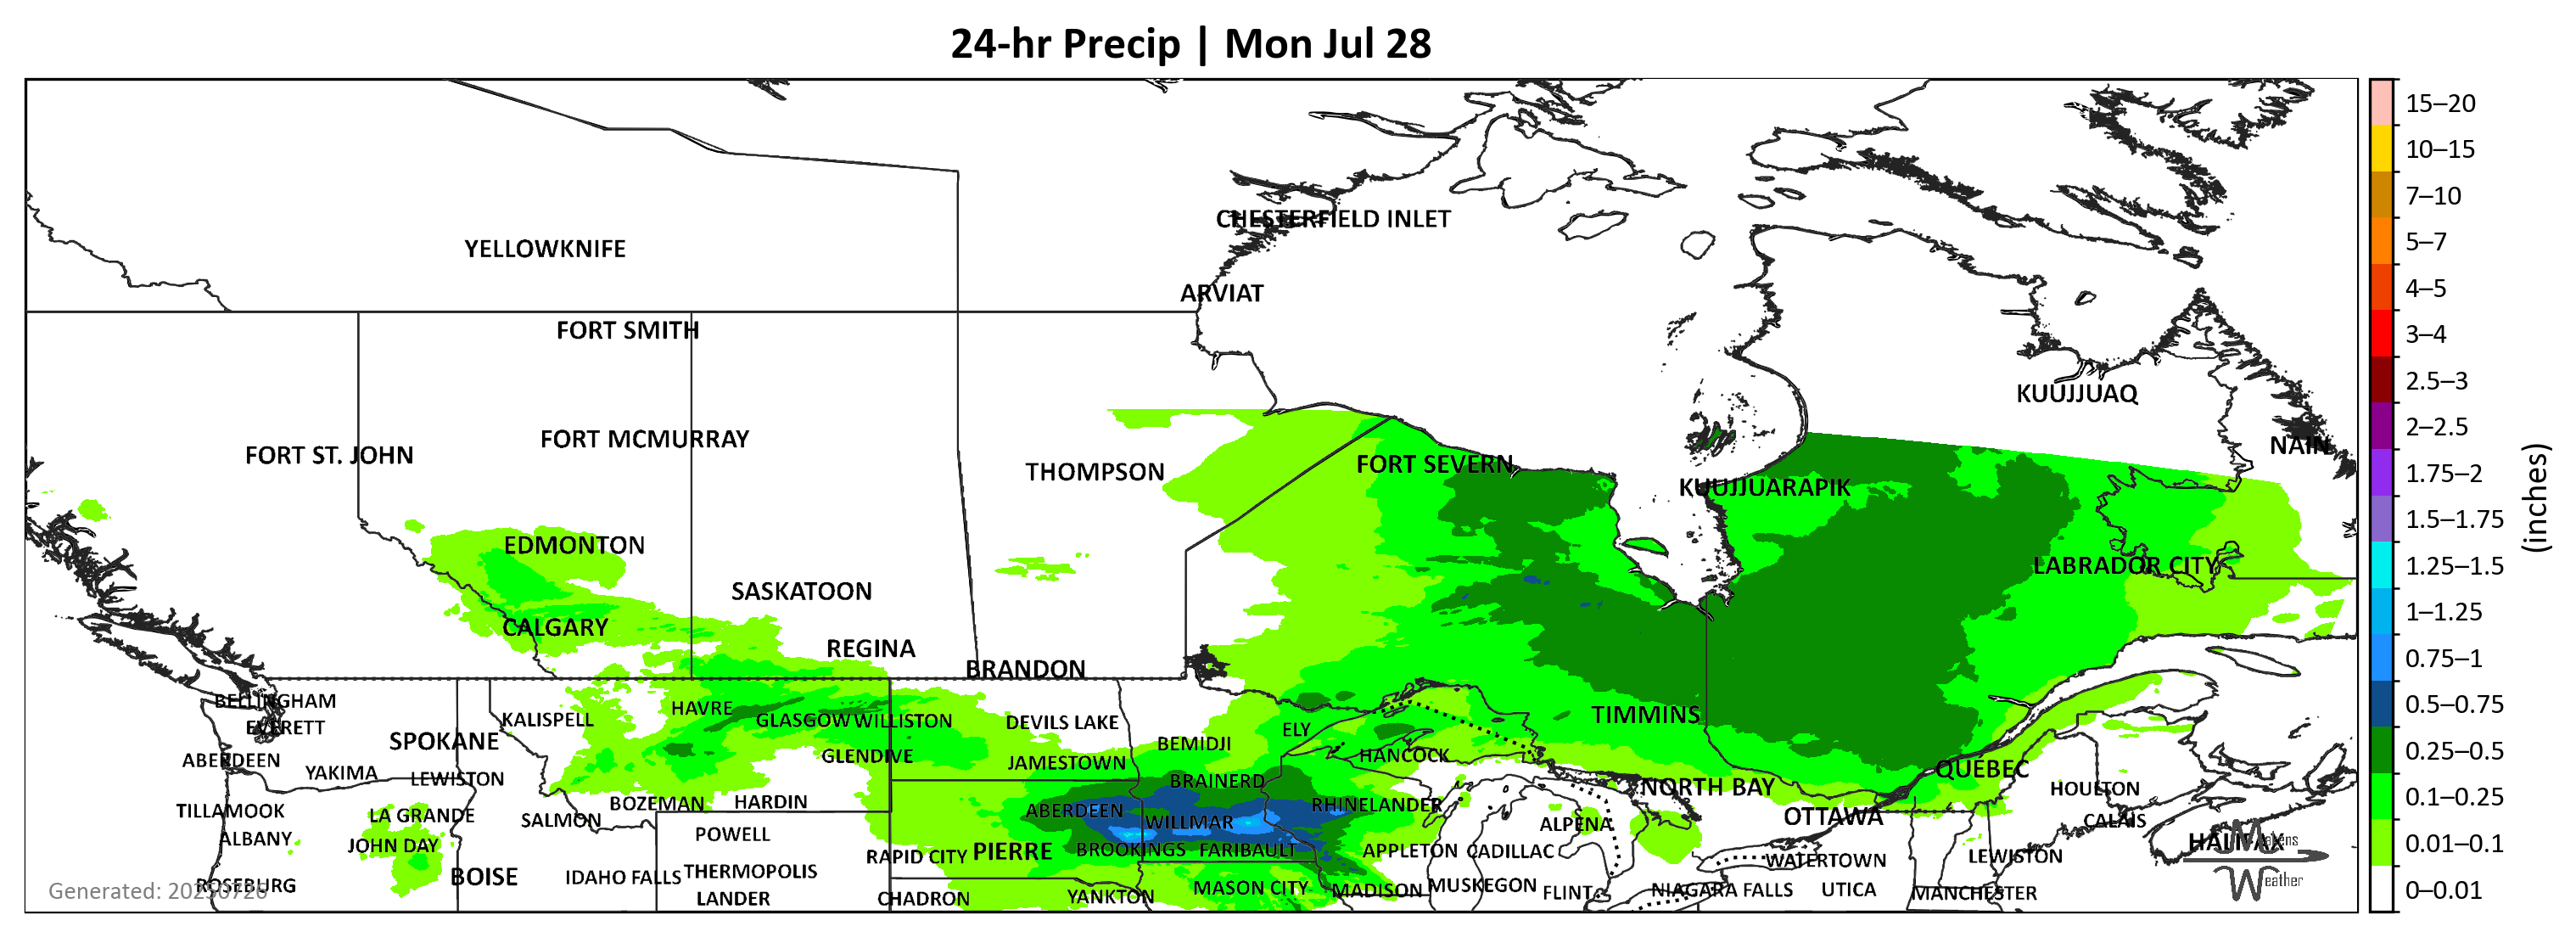 24-hr Precip | Mon Jul 28
CHESTERFIELD INLET
YELLOWKNIFE
ARVIAT
FORT SMITH
KUUJJUAQ
FORT MCMURRAY
NAIN
FORT ST. JOHN
THOMPSON
FORT SEVERN
KUUJJUARAPIK
EDMONTON
LABRADOR CITY
SASKATOON
CALGARY
REGINA
BRANDON
BELLINGHAM
HAVRE
TIMMINS
KALISPELL
GLASGOW
WILLISTON
DEVILS LAKE
EVERETT
ELY
SPOKANE
BEMIDJI
HANCOCK
GLENDIVE
ABERDEEN
JAMESTOWN
QUÉBEC
YAKIMA
LEWISTON
BRAINERD
NORTH BAY
HOULTON
BOZEMAN
HARDIN
RHINELANDER
TILLAMOOK
LA GRANDE
ABERDEEN
OTTAWA
SALMON
WILLMAR
ALPENA
CALAIS
POWELL
ALBANY
HALIFAX
JOHN DAY
PIERRE
BROOKINGS
FARIBAULT
APPLETON
CADILLAC
RAPID CITY
LEWISTON
WATERTOWN
THERMOPOLIS
BOISE
IDAHO FALLS
ROSEBURG
MASON CITY
MADISON
MUSKEGON
FLINT
NIAGARA FALLS
UTICA
MANCHESTER
LANDER
CHADRON
YANKTON
Generated: 20250728
Weather
15–20
10–15
7–10
5–7
4–5
3–4
2.5–3
2–2.5
1.75–2
1.5–1.75
1.25–1.5
1–1.25
0.75–1
0.5–0.75
0.25–0.5
0.1–0.25
0.01–0.1
0–0.01
(inches)